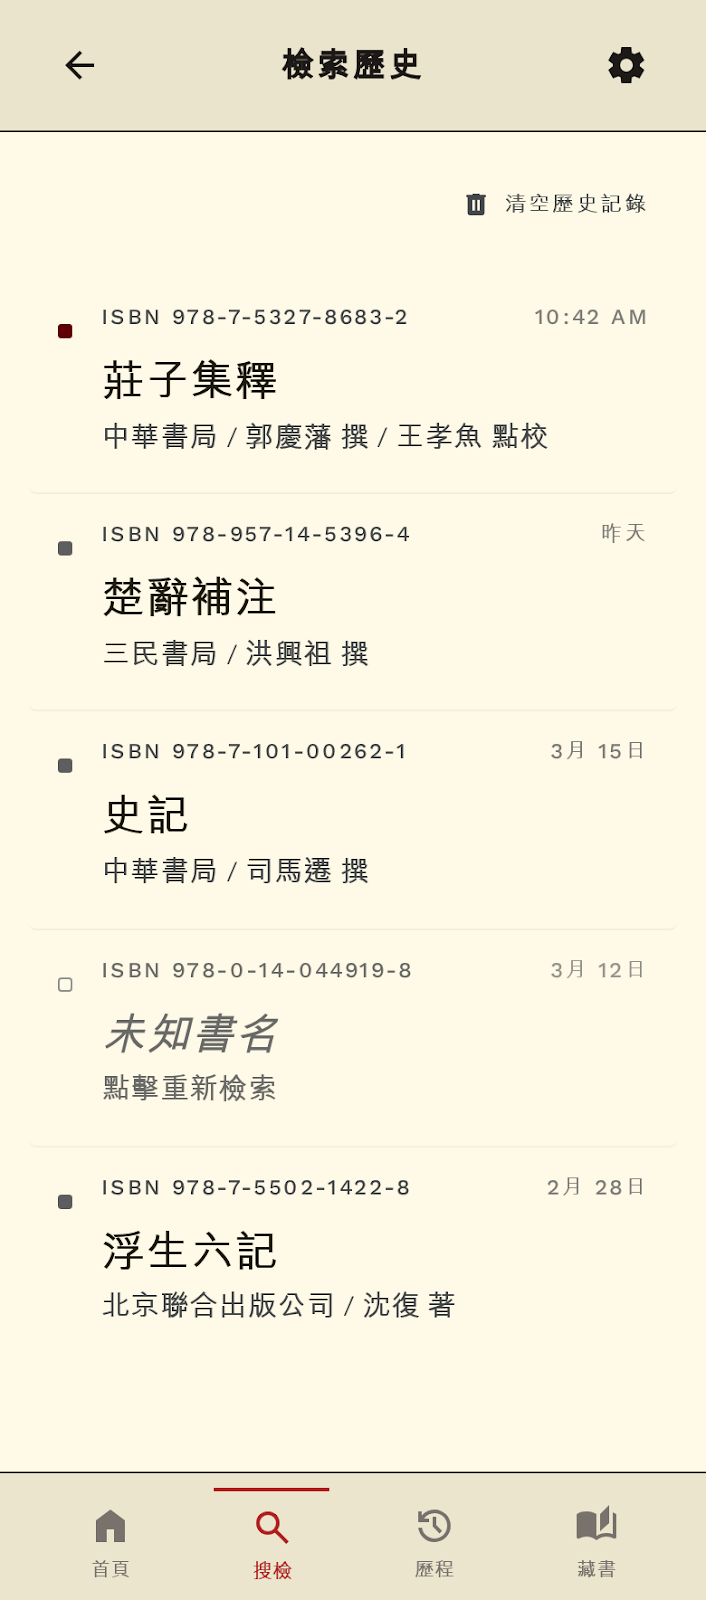 檢索歷史
清空歷史記錄
ISBN 978-7-5327-8683-2 10:42 AM
莊子集釋
中華書局 / 郭慶藩 撰 / 王孝魚 點校
ISBN 978-957-14-5396-4 昨天
楚辭補注
三民書局 / 洪興祖 撰
ISBN 978-7-101-00262-1 3月 15日
史記
中華書局 / 司馬遷 撰
ISBN 978-0-14-044919-8 3月 12日
未知書名
點擊重新檢索
ISBN 978-7-5502-1422-8 2月 28日
浮生六記
北京聯合出版公司 / 沈復 著
首頁 搜檢 歷程 藏書